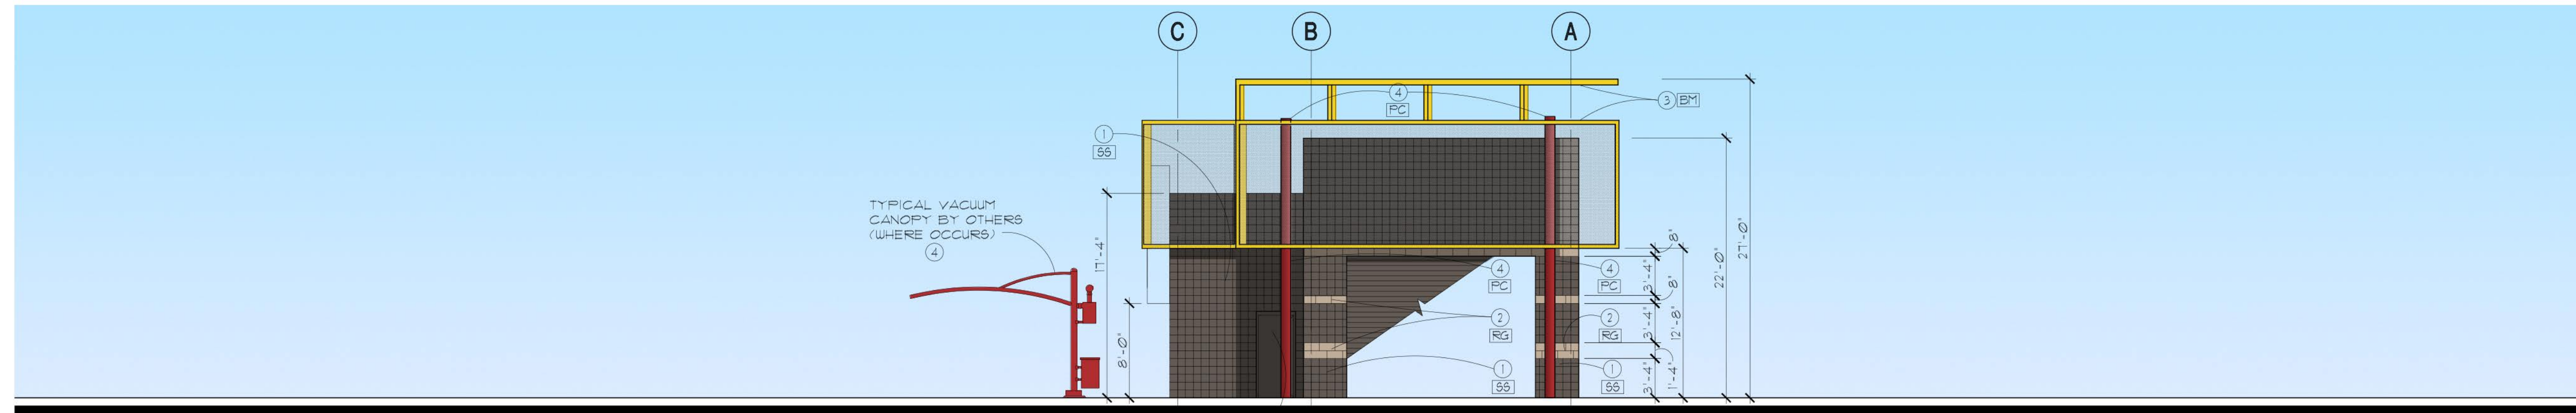 C
B
A
4
PC
3 BM
1
SS
TYPICAL VACUUM
CANOPY BY OTHERS
(WHERE OCCURS)
4
17'-4"
8'-0"
4
PC
2
RG
1
SS
4
PC
2
RG
1
SS
8"
3'-4"
8"
3'-4"
1'-4"
3'-4"
12'-8"
22'-0"
27'-0"